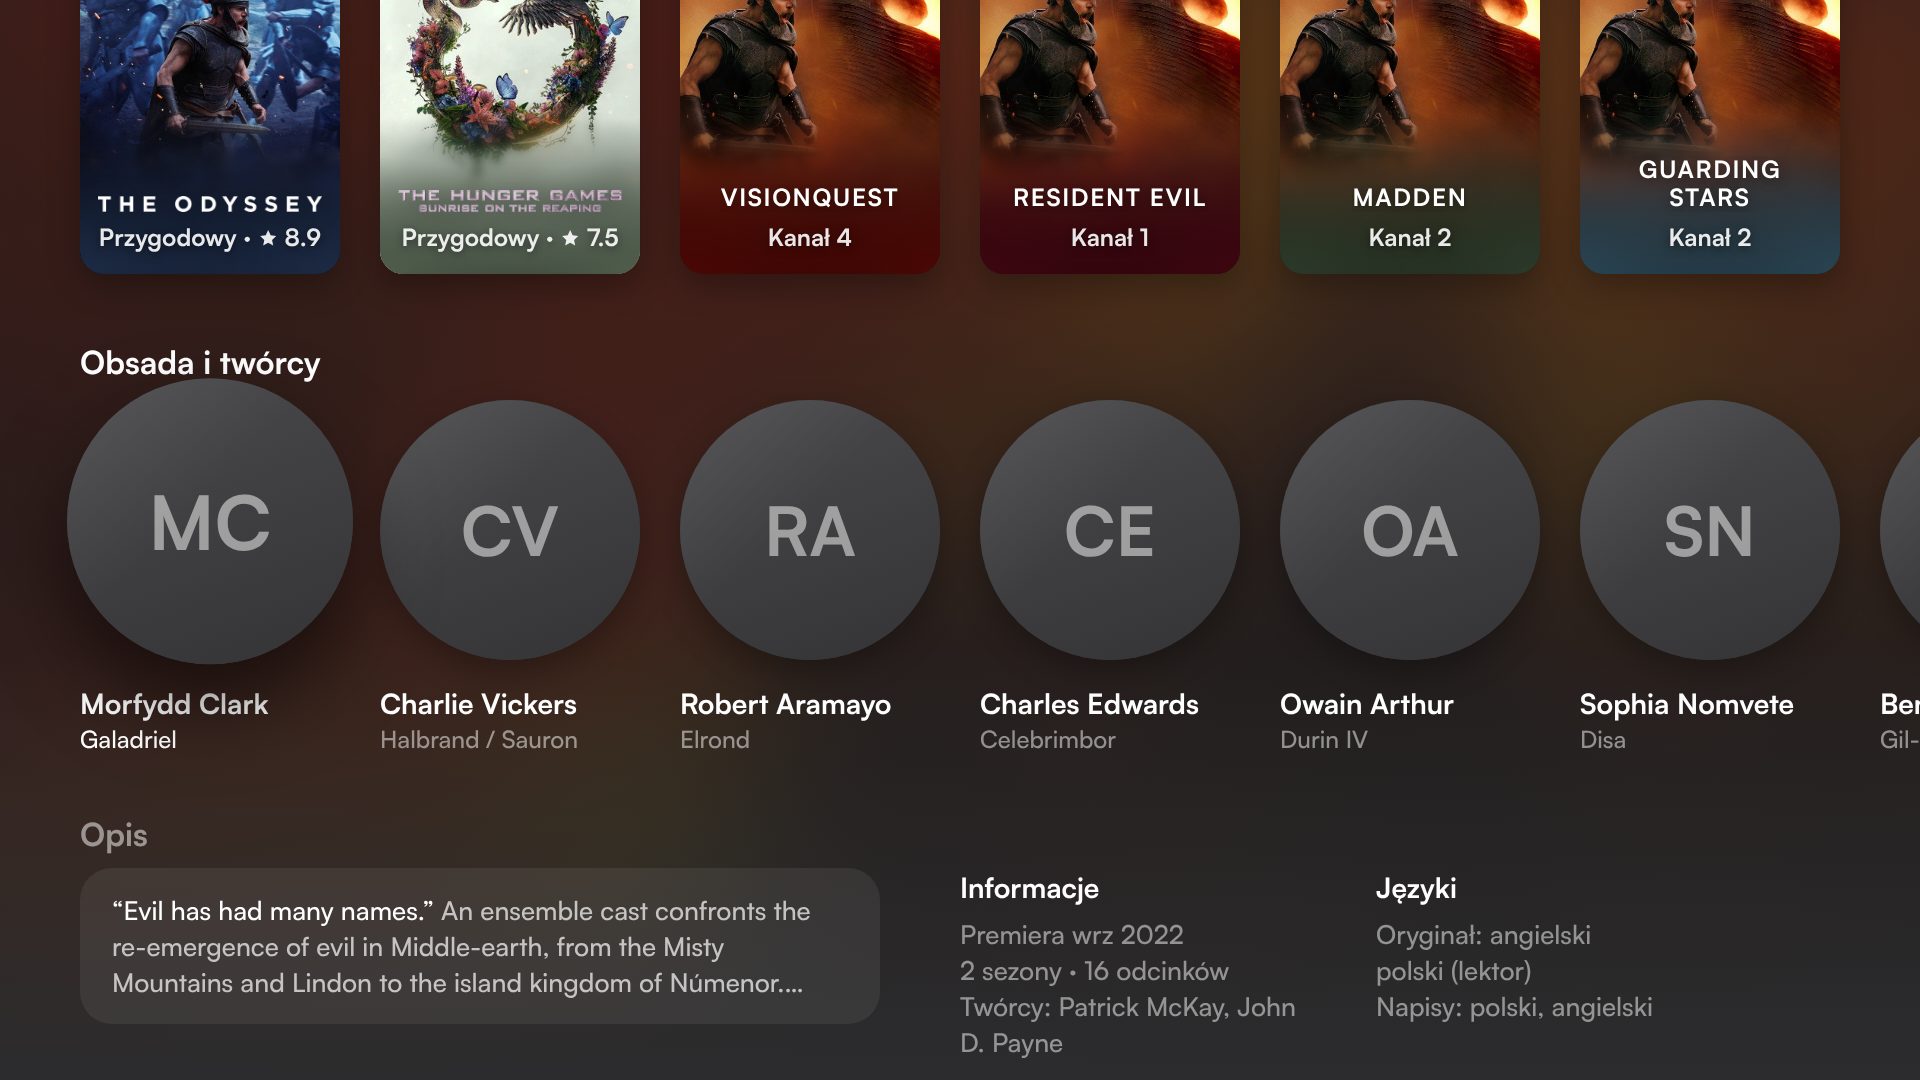 THE ODYSSEY
Przygodowy • ★ 8.9
THE HUNGER GAMES
SUNRISE ON THE REAPING
Przygodowy • ★ 7.5
VISIONQUEST
Kanał 4
RESIDENT EVIL
Kanał 1
MADDEN
Kanał 2
GUARDING
STARS
Kanał 2
Obsada i twórcy
MC
CV
RA
CE
OA
SN
Morfydd Clark
Galadriel
Charlie Vickers
Halbrand / Sauron
Robert Aramayo
Elrond
Charles Edwards
Celebrimbor
Owain Arthur
Durin IV
Sophia Nomvete
Disa
Ber
Gil-
Opis
“Evil has had many names.” An ensemble cast confronts the
re-emergence of evil in Middle-earth, from the Misty
Mountains and Lindon to the island kingdom of Númenor....
Informacje
Premiera wrz 2022
2 sezony • 16 odcinków
Twórcy: Patrick McKay, John
D. Payne
Języki
Oryginał: angielski
polski (lektor)
Napisy: polski, angielski